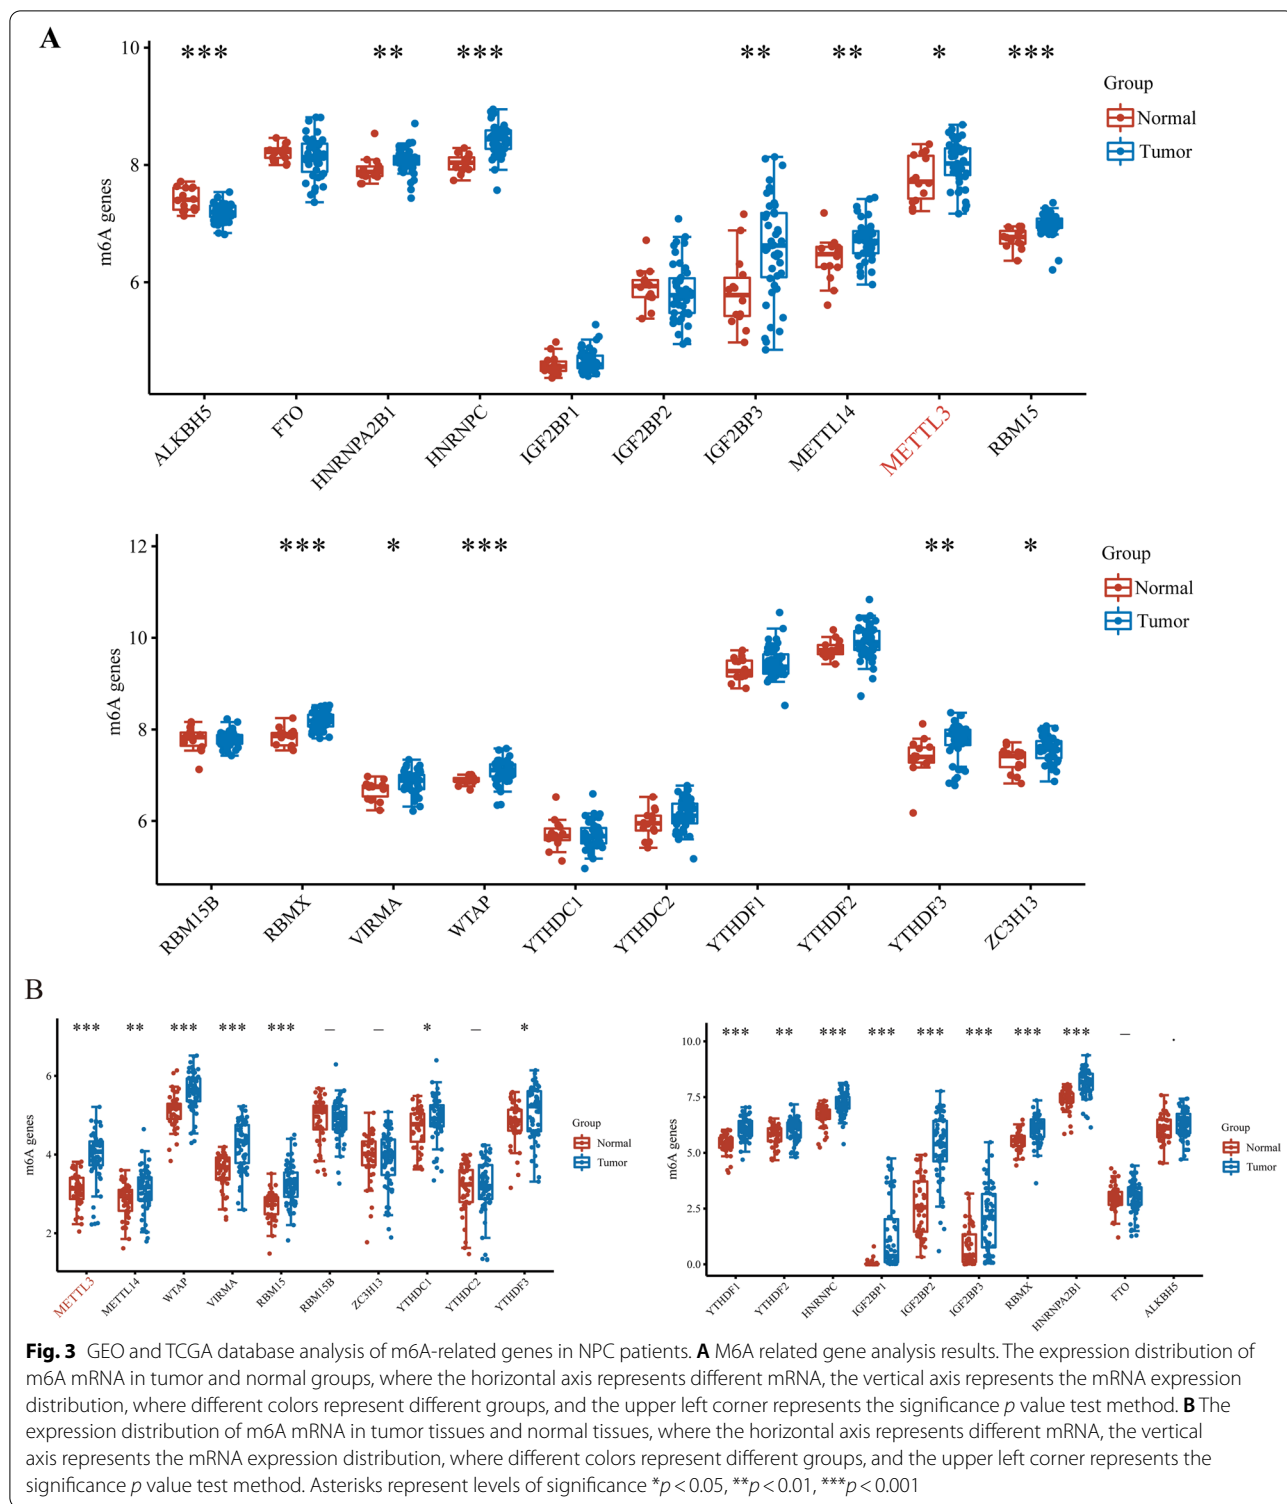 A
*** ** *** ** ** * ***
10
8
6
m6A genes
Group
Normal
Tumor
ALKBH5 FTO HNRNPA2B1 HNRNPC IGF2BP1 IGF2BP2 IGF2BP3 METTL14 METTL3 RBM15
*** * *** ** *
12
10
8
6
m6A genes
Group
Normal
Tumor
RBM15B RBMX VIRMA WTAP YTHDC1 YTHDC2 YTHDF1 YTHDF2 YTHDF3 ZC3H13
B
*** ** *** *** *** – – * – *
6
4
2
m6A genes
Group
Normal
Tumor
METTL3 METTL14 WTAP VIRMA RBM15 RBM15B ZC3H13 YTHDC1 YTHDC2 YTHDF3
*** ** *** *** *** *** *** *** – .
10.0
7.5
5.0
2.5
0.0
m6A genes
Group
Normal
Tumor
YTHDF1 YTHDF2 HNRNPC IGF2BP1 IGF2BP2 IGF2BP3 RBMX HNRNPA2B1 FTO ALKBH5
Fig. 3 GEO and TCGA database analysis of m6A-related genes in NPC patients. A M6A related gene analysis results. The expression distribution of
m6A mRNA in tumor and normal groups, where the horizontal axis represents different mRNA, the vertical axis represents the mRNA expression
distribution, where different colors represent different groups, and the upper left corner represents the significance p value test method. B The
expression distribution of m6A mRNA in tumor tissues and normal tissues, where the horizontal axis represents different mRNA, the vertical
axis represents the mRNA expression distribution, where different colors represent different groups, and the upper left corner represents the
significance p value test method. Asterisks represent levels of significance *p < 0.05, **p < 0.01, ***p < 0.001